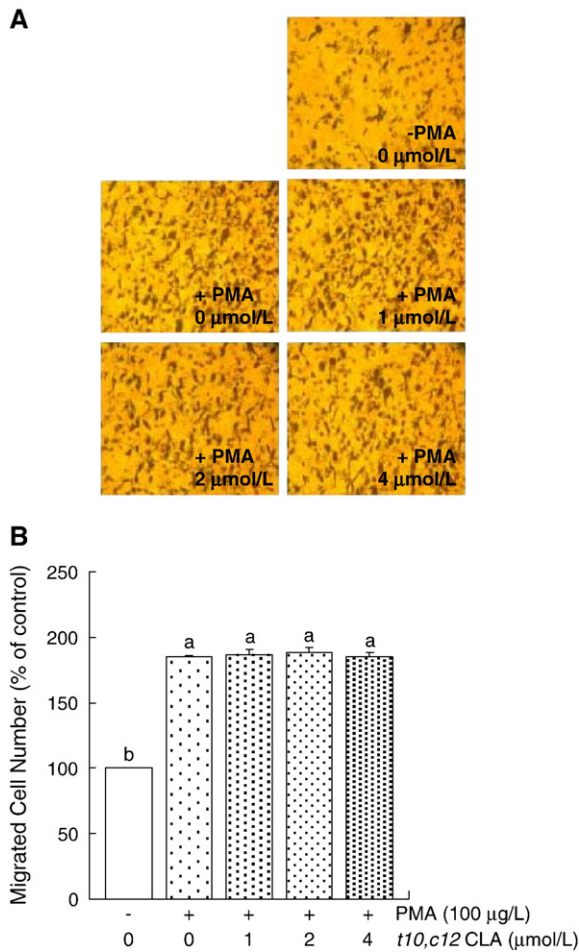 A
-PMA
0 μmol/L
+ PMA
0 μmol/L
+ PMA
1 μmol/L
+ PMA
2 μmol/L
+ PMA
4 μmol/L
B
Migrated Cell Number (% of control)
250
200
150
100
50
0
b
a
a
a
a
- + + + + PMA (100 μg/L)
0 0 1 2 4 t10,c12 CLA (μmol/L)